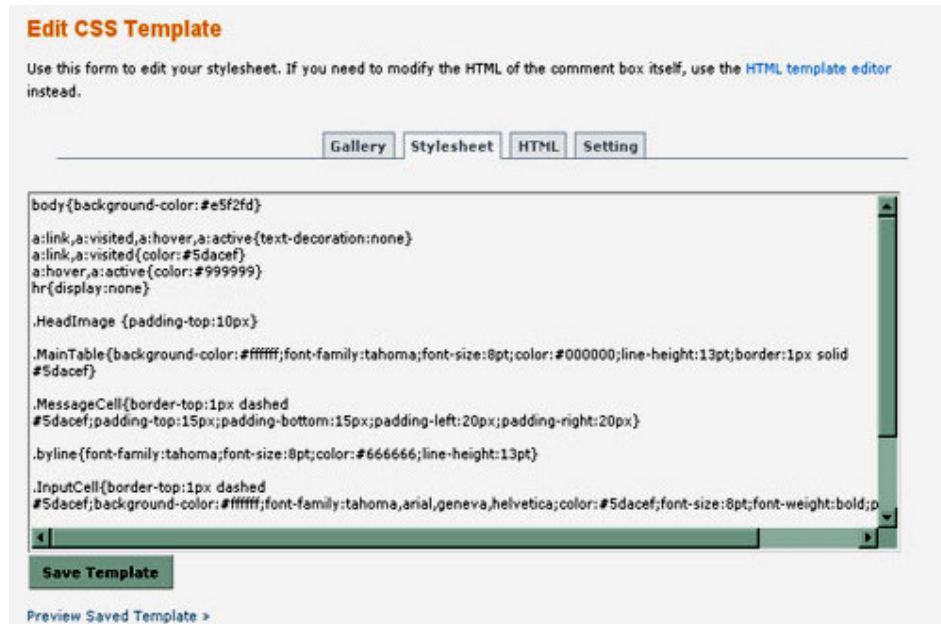 Edit CSS Template
Use this form to edit your stylesheet. If you need to modify the HTML of the comment box itself, use the HTML template editor
instead.
Gallery Stylesheet HTML Setting
body{background-color:#e5f2fd}
a:link,a:visited,a:hover,a:active{text-decoration:none}
a:link,a:visited{color:#5dacef}
a:hover,a:active{color:#999999}
hr{display:none}
.HeadImage {padding-top:10px}
.MainTable{background-color:#ffffff;font-family:tahoma;font-size:8pt;color:#000000;line-height:13pt;border:1px solid
#5dacef}
.MessageCell{border-top:1px dashed
#5dacef;padding-top:15px;padding-bottom:15px;padding-left:20px;padding-right:20px}
.byline{font-family:tahoma;font-size:8pt;color:#666666;line-height:13pt}
.InputCell{border-top:1px dashed
#5dacef;background-color:#ffffff;font-family:tahoma,arial,geneva,helvetica;color:#5dacef;font-size:8pt;font-weight:bold;p
Save Template
Preview Saved Template »